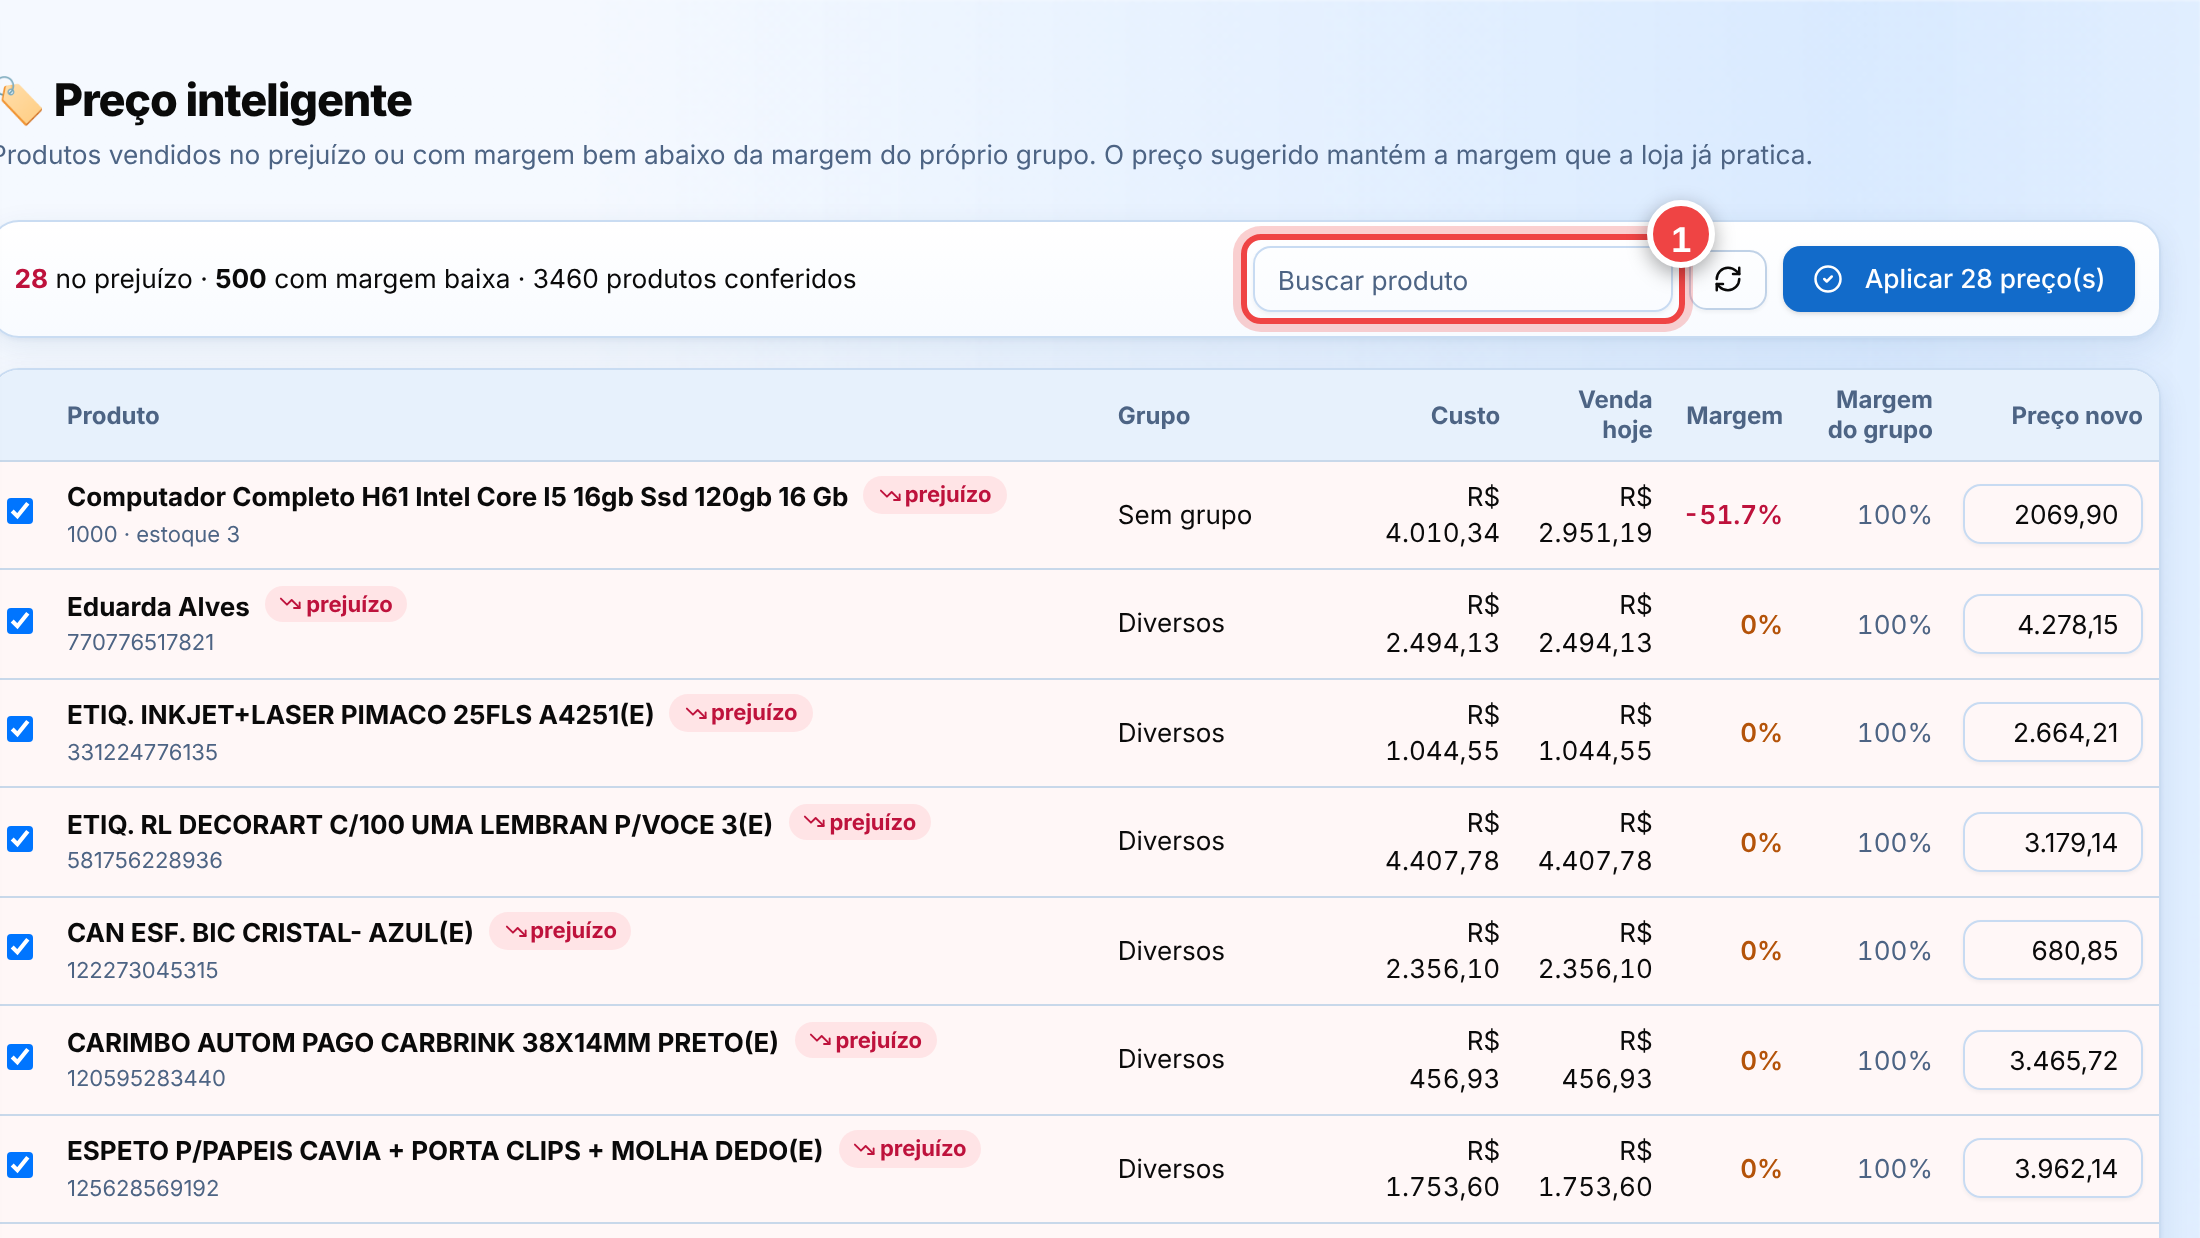 Preço inteligente
Produtos vendidos no prejuízo ou com margem bem abaixo da margem do próprio grupo. O preço sugerido mantém a margem que a loja já pratica.
28 no prejuízo · 500 com margem baixa · 3460 produtos conferidos
Buscar produto
1
Aplicar 28 preço(s)
Produto
Grupo
Custo
Venda hoje
Margem
Margem do grupo
Preço novo
Computador Completo H61 Intel Core I5 16gb Ssd 120gb 16 Gb prejuízo
1000 · estoque 3
Sem grupo
R$ 4.010,34
R$ 2.951,19
-51.7%
100%
2069,90
Eduarda Alves prejuízo
770776517821
Diversos
R$ 2.494,13
R$ 2.494,13
0%
100%
4.278,15
ETIQ. INKJET+LASER PIMACO 25FLS A4251(E) prejuízo
331224776135
Diversos
R$ 1.044,55
R$ 1.044,55
0%
100%
2.664,21
ETIQ. RL DECORART C/100 UMA LEMBRAN P/VOCE 3(E) prejuízo
581756228936
Diversos
R$ 4.407,78
R$ 4.407,78
0%
100%
3.179,14
CAN ESF. BIC CRISTAL- AZUL(E) prejuízo
122273045315
Diversos
R$ 2.356,10
R$ 2.356,10
0%
100%
680,85
CARIMBO AUTOM PAGO CARBRINK 38X14MM PRETO(E) prejuízo
120595283440
Diversos
R$ 456,93
R$ 456,93
0%
100%
3.465,72
ESPETO P/PAPEIS CAVIA + PORTA CLIPS + MOLHA DEDO(E) prejuízo
125628569192
Diversos
R$ 1.753,60
R$ 1.753,60
0%
100%
3.962,14